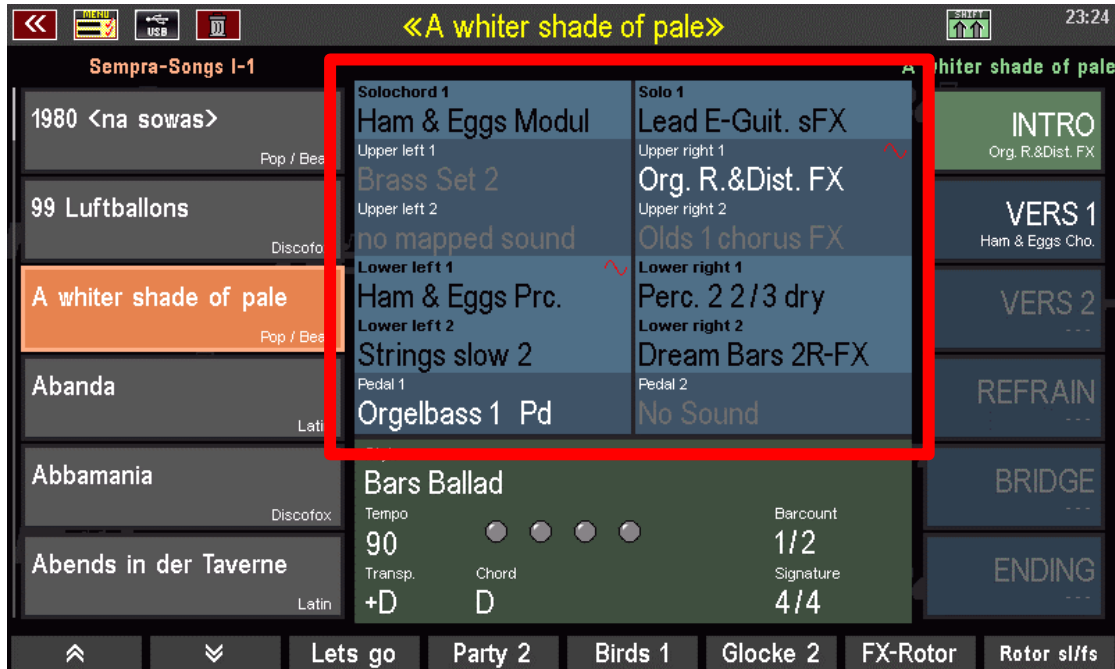 MENU
USB
«A whiter shade of pale»
SHIFT
23:24
Sempra-Songs I-1
1980 <na sowas>
Pop / Bea
99 Luftballons
Discofo
A whiter shade of pale
Pop / Bea
Abanda
Lati
Abbamania
Discofox
Abends in der Taverne
Latin
Solochord 1
Ham & Eggs Modul
Solo 1
Lead E-Guit. sFX
Upper left 1
Brass Set 2
Upper right 1
Org. R.&Dist. FX
Upper left 2
no mapped sound
Upper right 2
Olds 1 chorus FX
Lower left 1
Ham & Eggs Prc.
Lower right 1
Perc. 2 2/3 dry
Lower left 2
Strings slow 2
Lower right 2
Dream Bars 2R-FX
Pedal 1
Orgelbass 1 Pd
Pedal 2
No Sound
Bars Ballad
Tempo
90
Barcount
1/2
Transp.
+D
Chord
D
Signature
4/4
A whiter shade of pale
INTRO
Org. R.&Dist. FX
VERS 1
Ham & Eggs Cho.
VERS 2
- - -
REFRAIN
- - -
BRIDGE
- - -
ENDING
- - -
Lets go
Party 2
Birds 1
Glocke 2
FX-Rotor
Rotor sl/fs